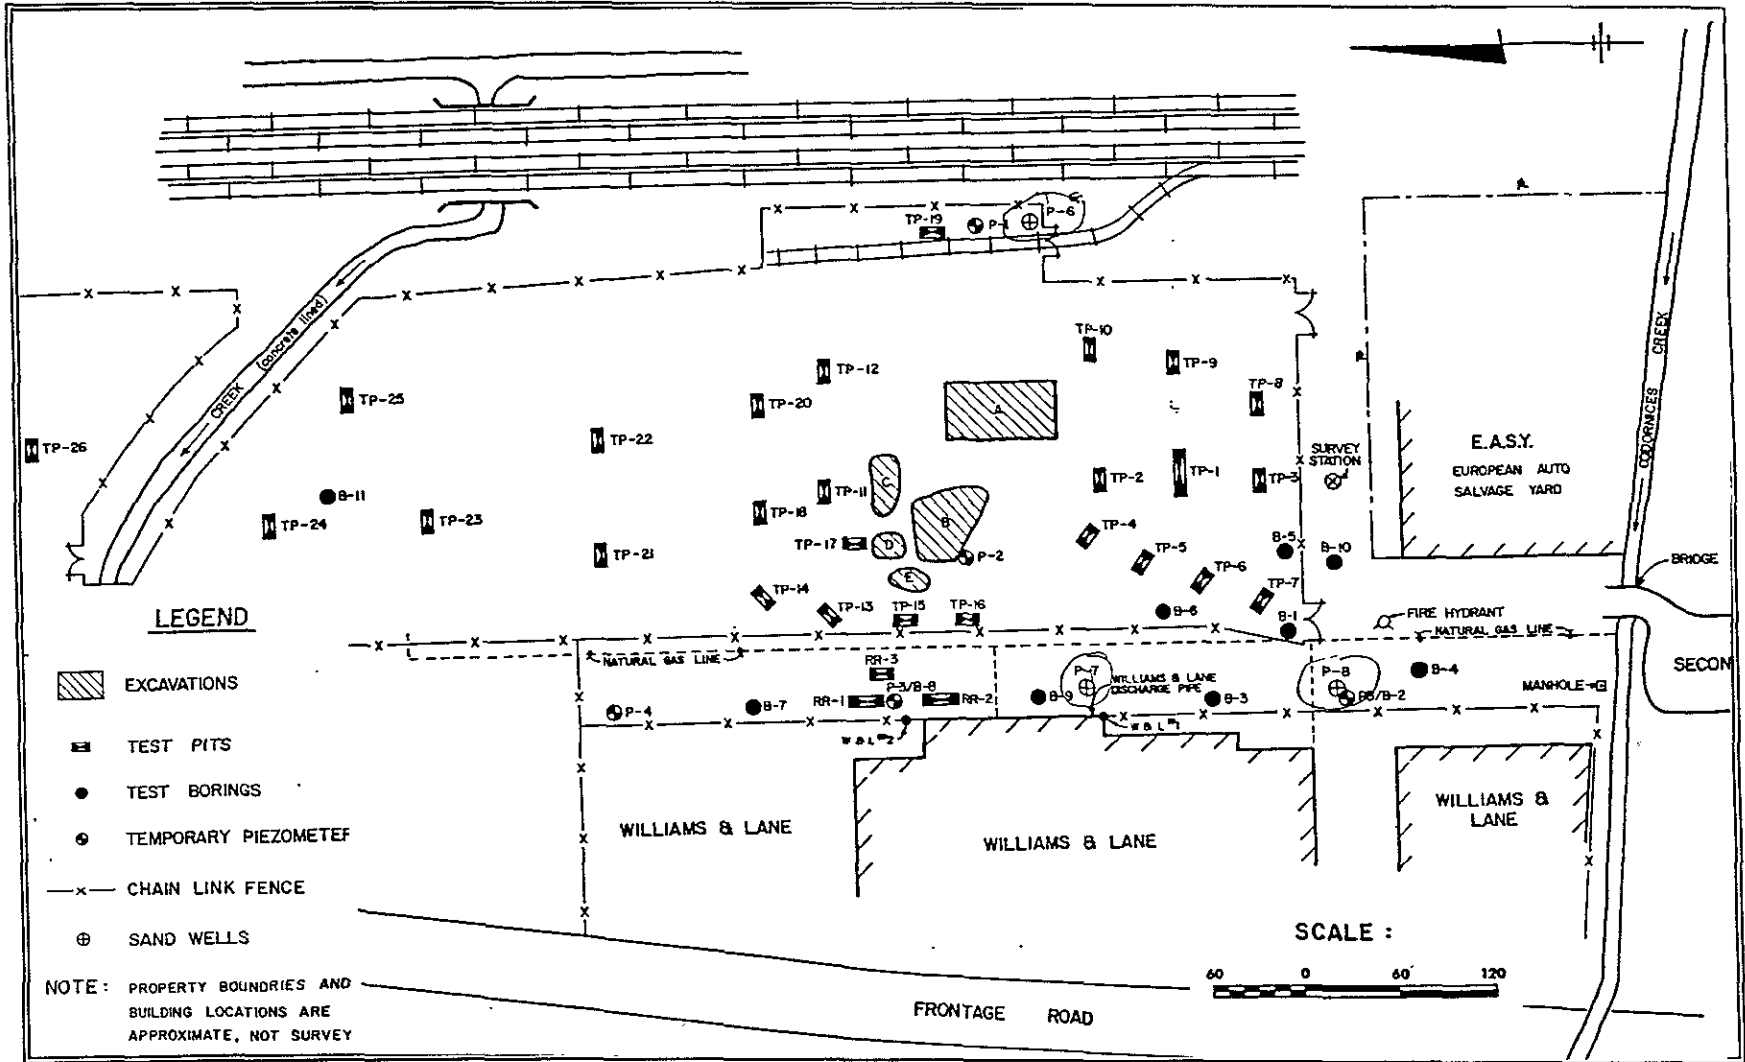 P-6
TP-19
P-1
CREEK (concrete lined)
CODORNICES CREEK
TP-10
TP-9
TP-12
TP-8
TP-25
TP-20
A
TP-26
TP-22
SURVEY STATION
E.A.S.Y.
EUROPEAN AUTO
SALVAGE YARD
C
TP-11
TP-2
TP-1
TP-3
B-11
TP-24
TP-23
TP-18
B
TP-4
TP-17
D
P-2
TP-21
TP-5
B-5
B-10
E
TP-6
TP-7
BRIDGE
TP-14
TP-13
TP-15
TP-16
B-6
B-1
FIRE HYDRANT
NATURAL GAS LINE
NATURAL GAS LINE
RR-3
P-7
P-8
B-4
SECON
P-3/B-8
WILLIAMS & LANE
DISCHARGE PIPE
MANHOLE
RR-1
RR-2
B-9
B-3
P-4
B-7
W & L #2
W & L #1
WILLIAMS & LANE
WILLIAMS & LANE
WILLIAMS &
LANE
LEGEND
EXCAVATIONS
TEST PITS
TEST BORINGS
TEMPORARY PIEZOMETER
CHAIN LINK FENCE
SAND WELLS
NOTE: PROPERTY BOUNDRIES AND
BUILDING LOCATIONS ARE
APPROXIMATE, NOT SURVEY
SCALE :
60 0 60 120
FRONTAGE ROAD